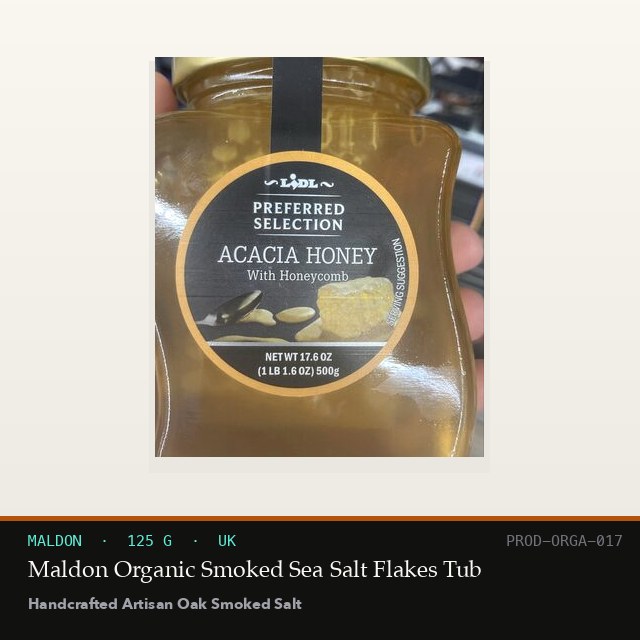 LIDL
PREFERRED
SELECTION
ACACIA HONEY
With Honeycomb
SERVING SUGGESTION
NET WT 17.6 OZ
(1 LB 1.6 OZ) 500g
MALDON · 125 G · UK
PROD-ORGA-017
Maldon Organic Smoked Sea Salt Flakes Tub
Handcrafted Artisan Oak Smoked Salt